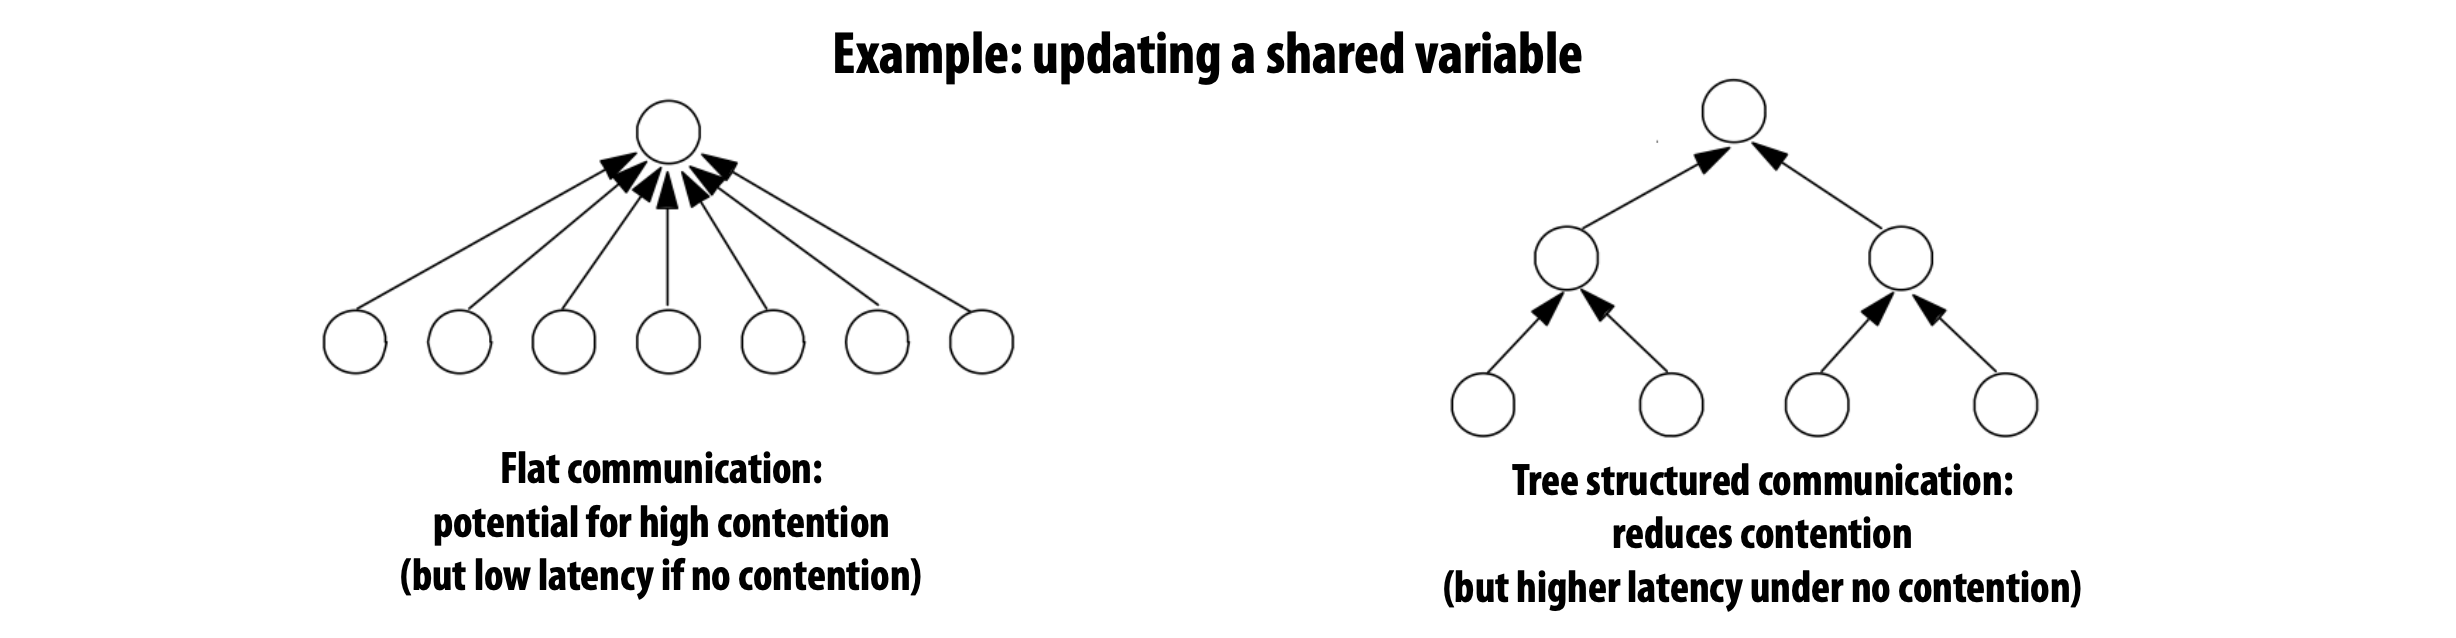 Example: updating a shared variable
Flat communication:
potential for high contention
(but low latency if no contention)
Tree structured communication:
reduces contention
(but higher latency under no contention)